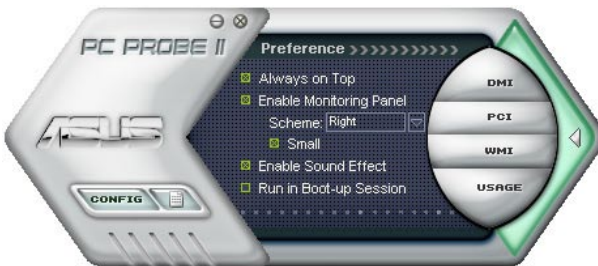 PC PROBE II
Preference >>>>>>>>>>>
Always on Top
Enable Monitoring Panel
Scheme: Right
Small
Enable Sound Effect
Run in Boot-up Session
ASUS
CONFIG
DMI
PCI
WMI
USAGE